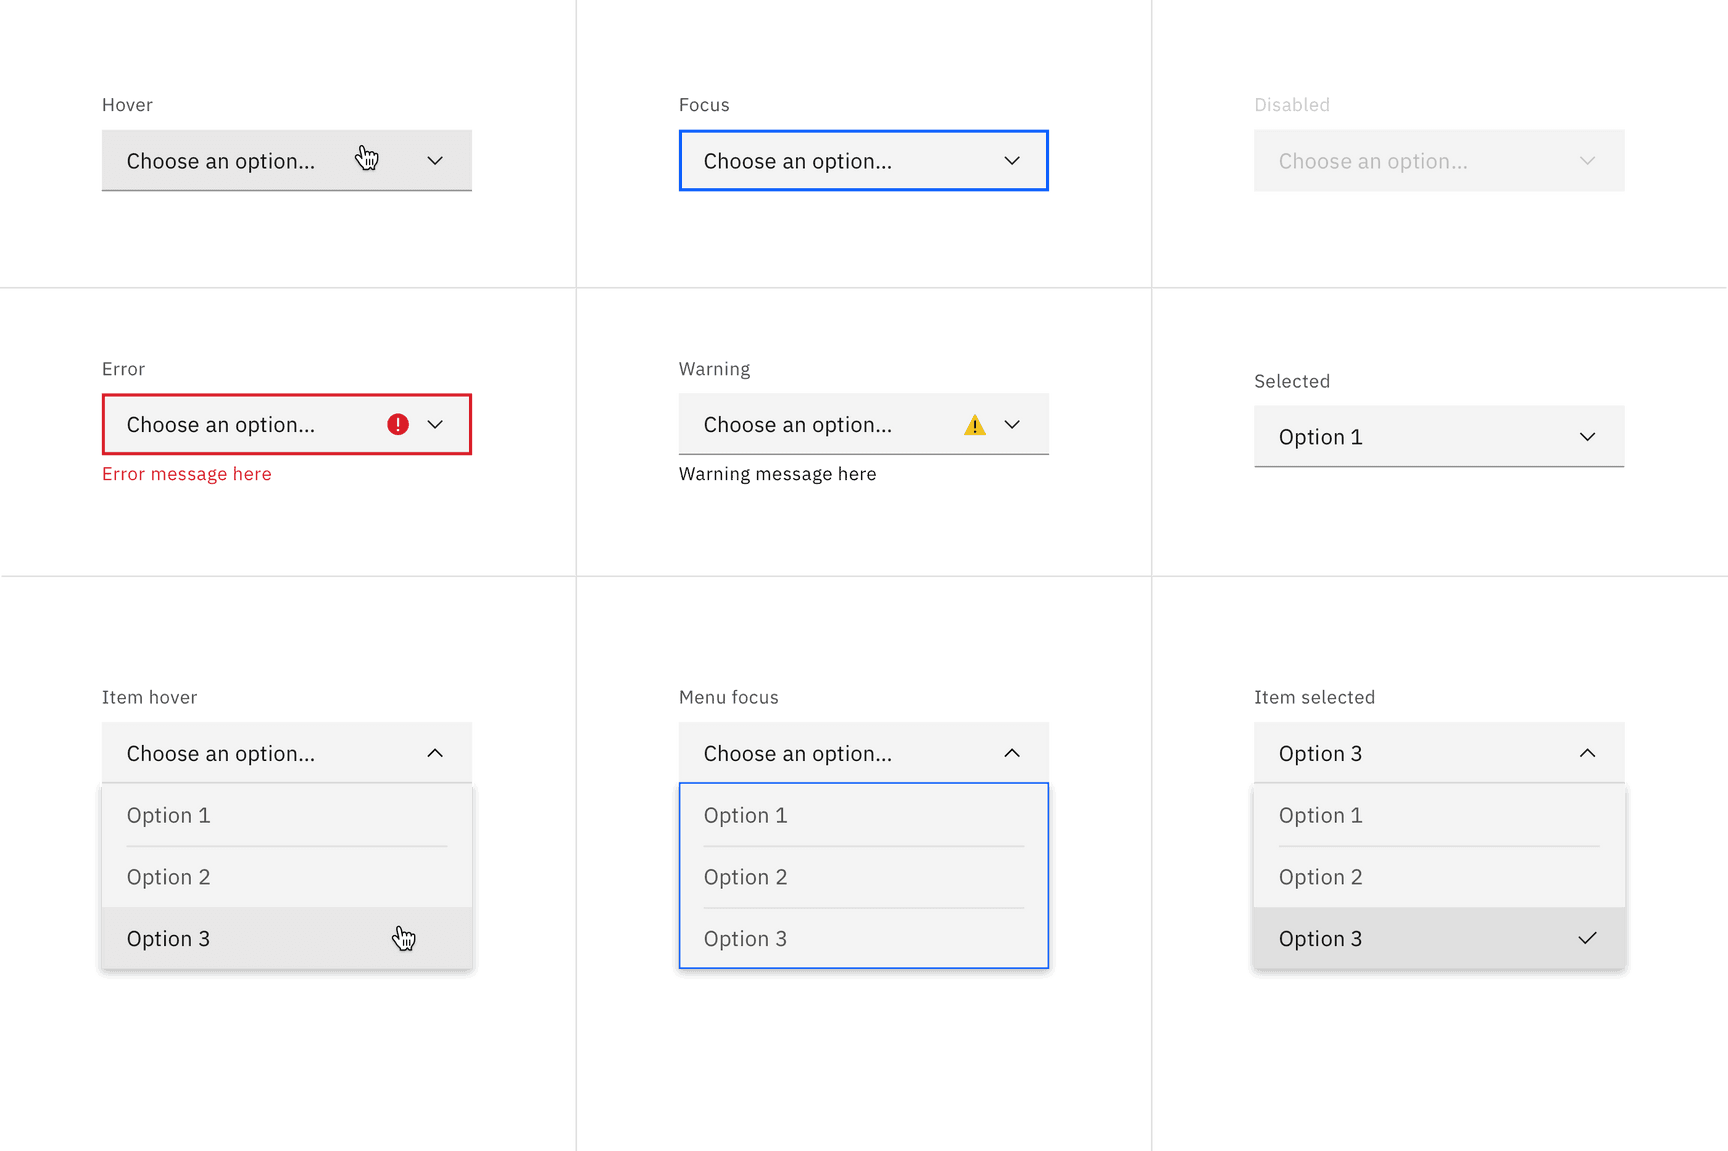 Hover
Choose an option...
Focus
Choose an option...
Disabled
Choose an option...
Error
Choose an option...
Error message here
Warning
Choose an option...
Warning message here
Selected
Option 1
Item hover
Choose an option...
Option 1
Option 2
Option 3
Menu focus
Choose an option...
Option 1
Option 2
Option 3
Item selected
Option 3
Option 1
Option 2
Option 3